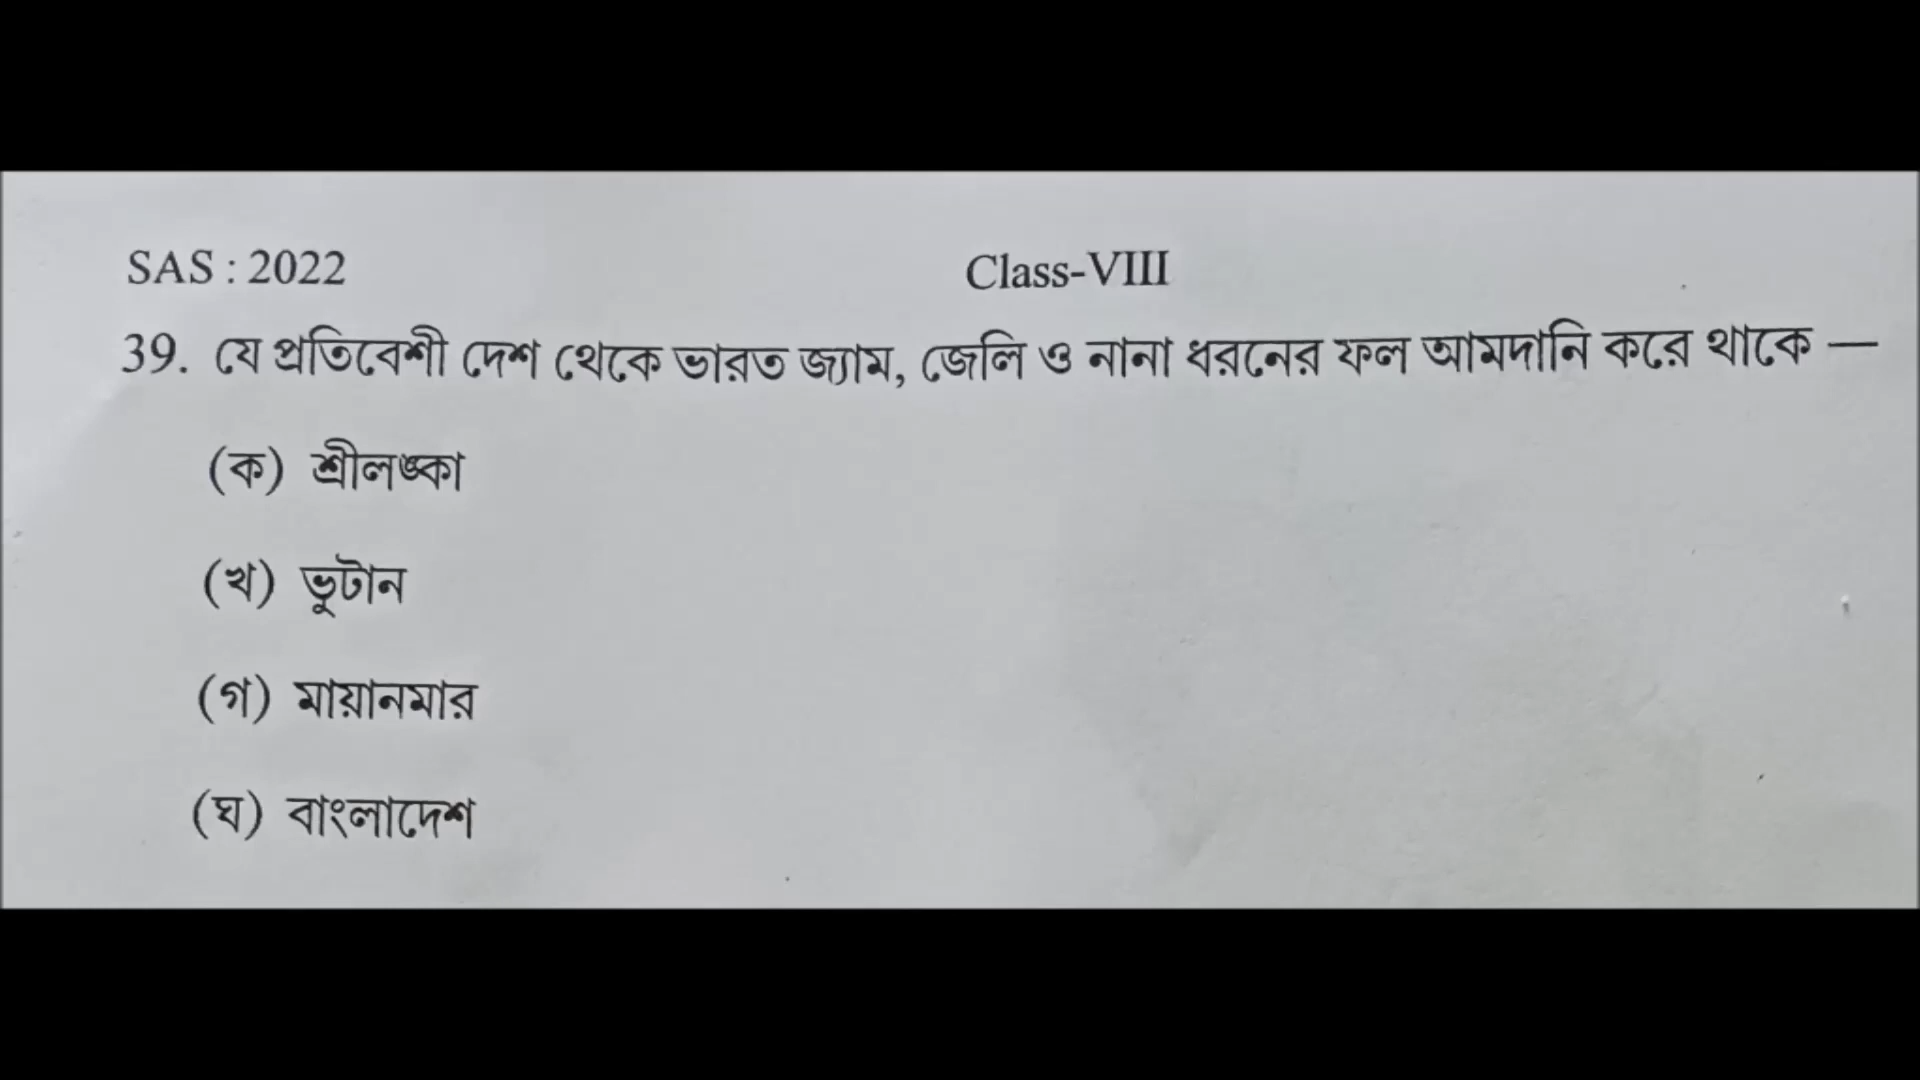 SAS : 2022 Class-VIII
39. যে প্রতিবেশী দেশ থেকে ভারত জ্যাম, জেলি ও নানা ধরনের ফল আমদানি করে থাকে —
(ক) শ্রীলঙ্কা
(খ) ভুটান
(গ) মায়ানমার
(ঘ) বাংলাদেশ